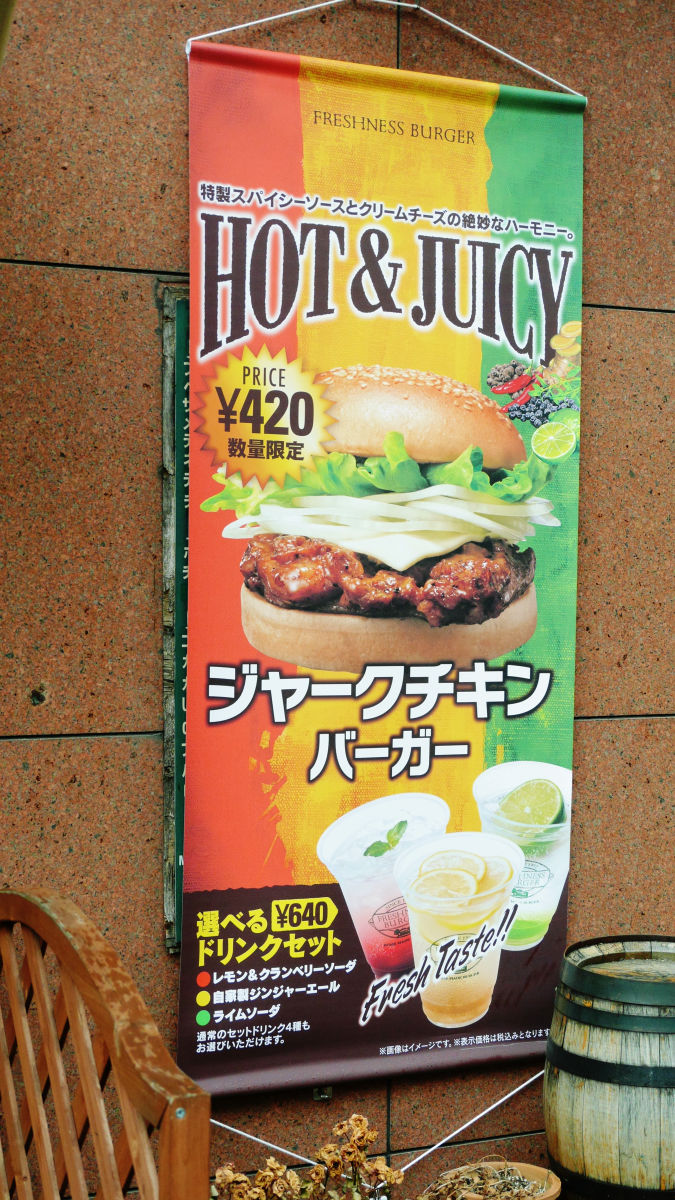 FRESHNESS BURGER
特製スパイシーソースとクリームチーズの絶妙なハーモニー。
HOT & JUICY
PRICE
¥420
数量限定
ジャークチキン
バーガー
選べる ¥640
ドリンクセット
レモン&クランベリーソーダ
自家製ジンジャーエール
ライムソーダ
通常のセットドリンク4種も
お選びいただけます。
Fresh Taste!!
※画像はイメージです。※表示価格は税込みとなります